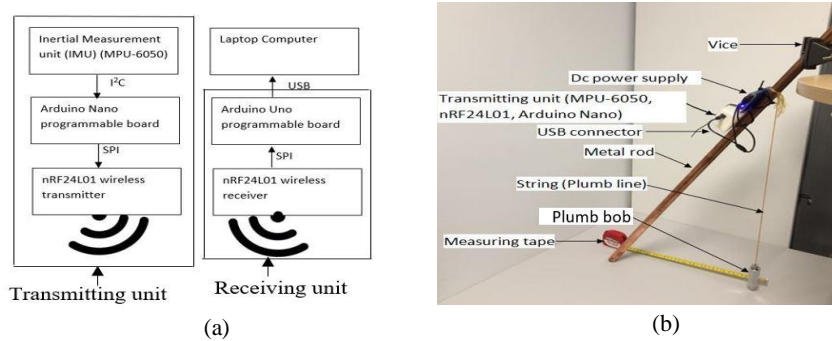 Inertial Measurement
unit (IMU) (MPU-6050)
I²C
Arduino Nano
programmable board
SPI
nRF24L01 wireless
transmitter
Transmitting unit
Laptop Computer
USB
Arduino Uno
programmable board
SPI
nRF24L01 wireless
receiver
Receiving unit
(a)
Vice
Dc power supply
Transmitting unit (MPU-6050,
nRF24L01, Arduino Nano)
USB connector
Metal rod
String (Plumb line)
Plumb bob
Measuring tape
(b)